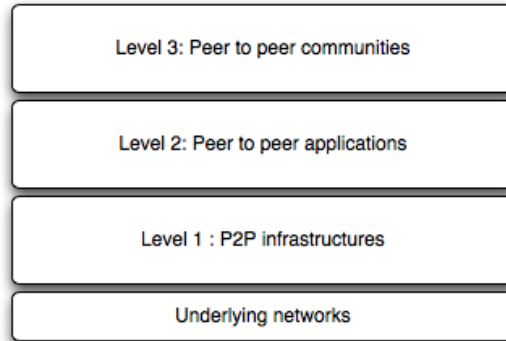 Level 3: Peer to peer communities
Level 2: Peer to peer applications
Level 1 : P2P infrastructures
Underlying networks